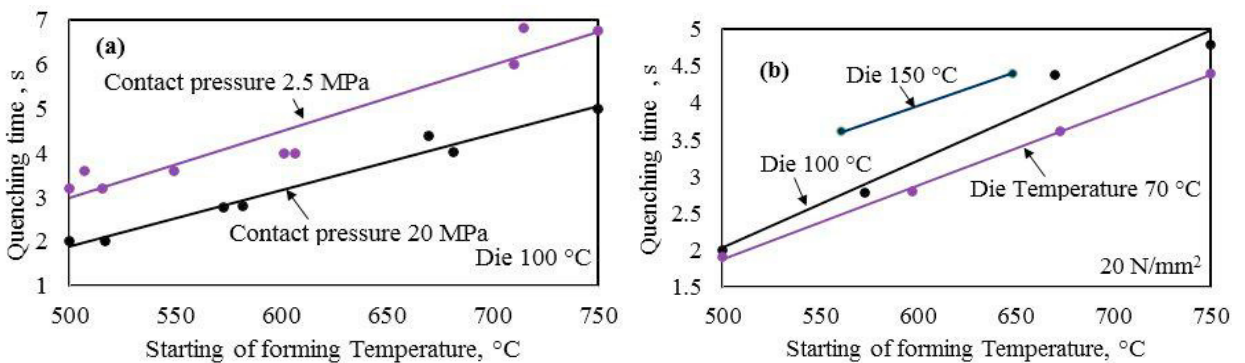 (a)
Quenching time , s
7
6
5
4
3
2
1
Contact pressure 2.5 MPa
Contact pressure 20 MPa
Die 100 °C
500 550 600 650 700 750
Starting of forming Temperature, °C
(b)
Quenching time , s
5
4.5
4
3.5
3
2.5
2
1.5
Die 150 °C
Die 100 °C
Die Temperature 70 °C
20 N/mm²
500 550 600 650 700 750
Starting of forming Temperature, °C